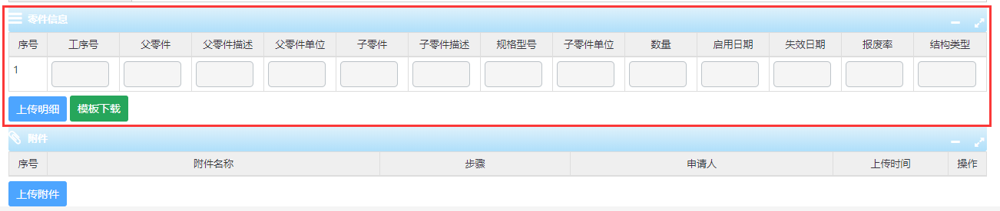 零件信息
序号 工序号 父零件 父零件描述 父零件单位 子零件 子零件描述 规格型号 子零件单位 数量 启用日期 失效日期 报废率 结构类型
1
上传明细 模板下载
附件
序号 附件名称 步骤 申请人 上传时间 操作
上传附件